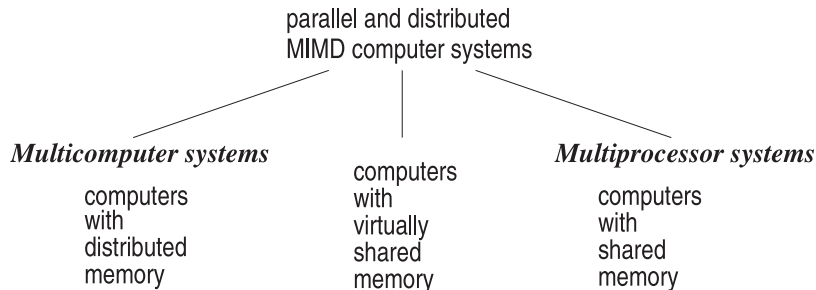 parallel and distributed
MIMD computer systems
Multicomputer systems
computers
with
distributed
memory
computers
with
virtually
shared
memory
Multiprocessor systems
computers
with
shared
memory